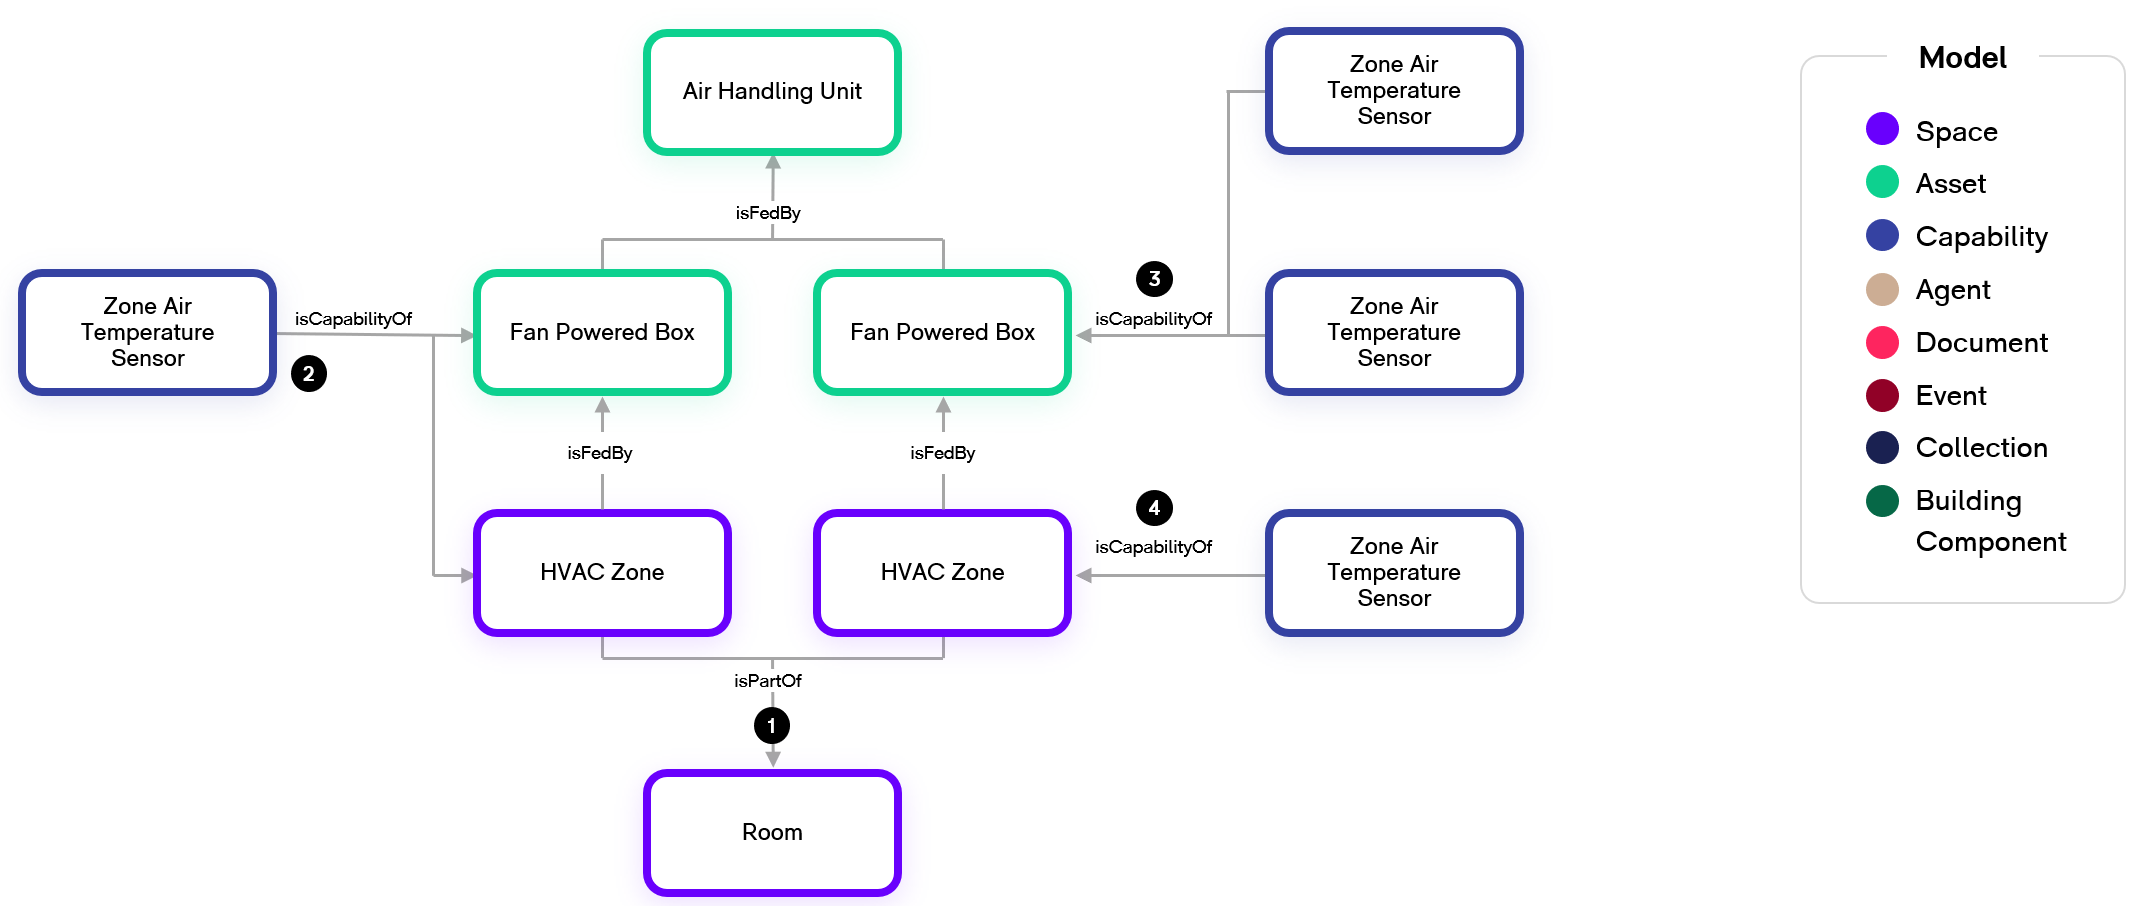 Air Handling Unit
Zone Air
Temperature
Sensor
Model
Space
Asset
Capability
Agent
Document
Event
Collection
Building
Component
isFedBy
Zone Air
Temperature
Sensor
isCapabilityOf
2
Fan Powered Box
Fan Powered Box
3
isCapabilityOf
Zone Air
Temperature
Sensor
isFedBy
isFedBy
HVAC Zone
HVAC Zone
4
isCapabilityOf
Zone Air
Temperature
Sensor
isPartOf
1
Room